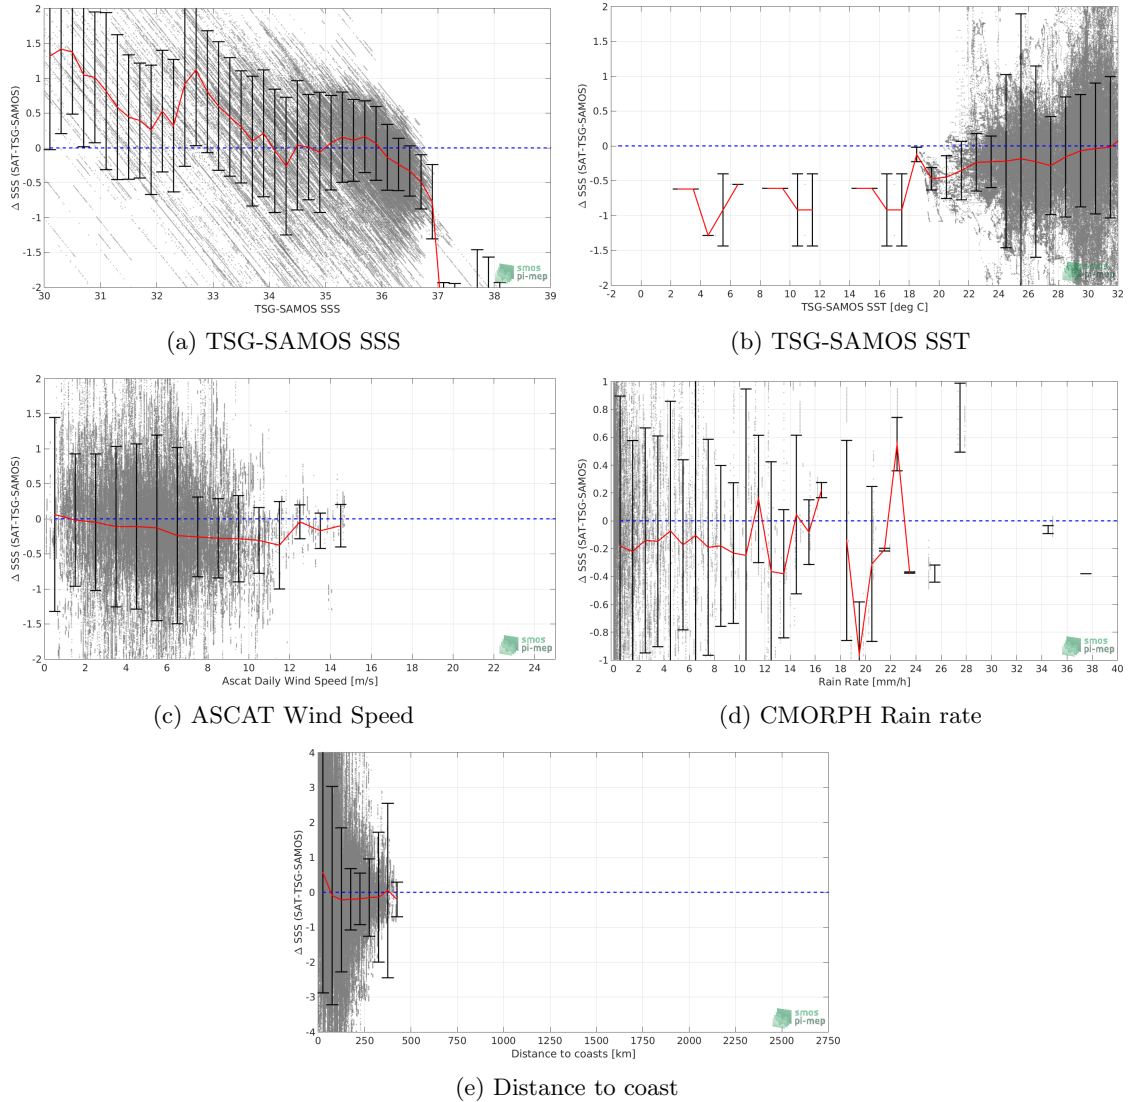 2
1.5
1
0.5
0
-0.5
-1
-1.5
-2
Δ SSS (SAT-TSG-SAMOS)
30 31 32 33 34 35 36 37 38 39
TSG-SAMOS SSS
smos
pi-mep
(a) TSG-SAMOS SSS
2
1.5
1
0.5
0
-0.5
-1
-1.5
-2
Δ SSS (SAT-TSG-SAMOS)
-2 0 2 4 6 8 10 12 14 16 18 20 22 24 26 28 30 32
TSG-SAMOS SST [deg C]
smos
pi-mep
(b) TSG-SAMOS SST
2
1.5
1
0.5
0
-0.5
-1
-1.5
-2
Δ SSS (SAT-TSG-SAMOS)
0 2 4 6 8 10 12 14 16 18 20 22 24
Ascat Daily Wind Speed [m/s]
smos
pi-mep
(c) ASCAT Wind Speed
1
0.8
0.6
0.4
0.2
0
-0.2
-0.4
-0.6
-0.8
-1
Δ SSS (SAT-TSG-SAMOS)
0 2 4 6 8 10 12 14 16 18 20 22 24 26 28 30 32 34 36 38 40
Rain Rate [mm/h]
smos
pi-mep
(d) CMORPH Rain rate
4
3
2
1
0
-1
-2
-3
-4
Δ SSS (SAT-TSG-SAMOS)
0 250 500 750 1000 1250 1500 1750 2000 2250 2500 2750
Distance to coasts [km]
smos
pi-mep
(e) Distance to coast